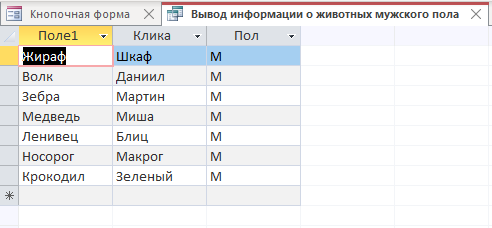 Кнопочная форма Вывод информации о животных мужского пола
Поле1 Клика Пол
Жираф Шкаф М
Волк Даниил М
Зебра Мартин М
Медведь Миша М
Ленивец Блиц М
Носорог Макрог М
Крокодил Зеленый М